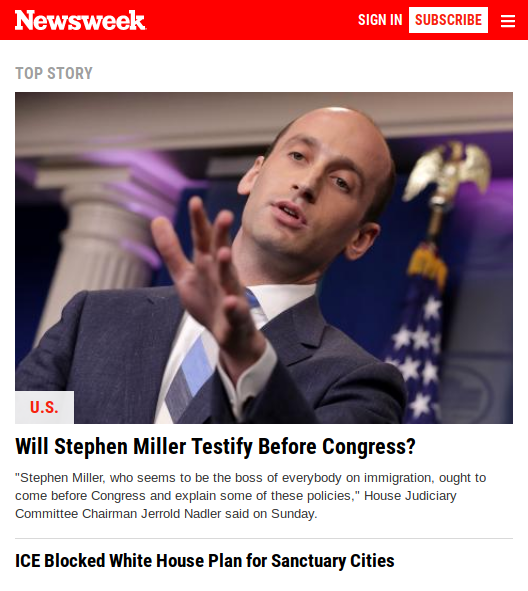 Newsweek
SIGN IN
SUBSCRIBE
TOP STORY
U.S.
Will Stephen Miller Testify Before Congress?
"Stephen Miller, who seems to be the boss of everybody on immigration, ought to
come before Congress and explain some of these policies," House Judiciary
Committee Chairman Jerrold Nadler said on Sunday.
ICE Blocked White House Plan for Sanctuary Cities